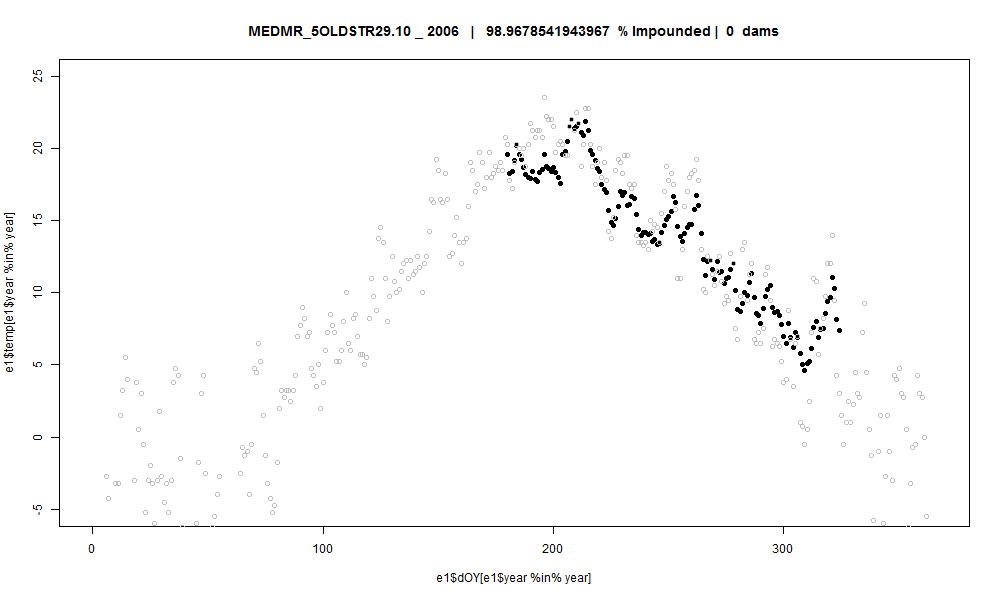 MEDMR_5OLDSTR29.10 _ 2006 | 98.9678541943967 % Impounded | 0 dams
e1$temp[e1$year %in% year]
25
20
15
10
5
0
-5
0 100 200 300
e1$dOY[e1$year %in% year]